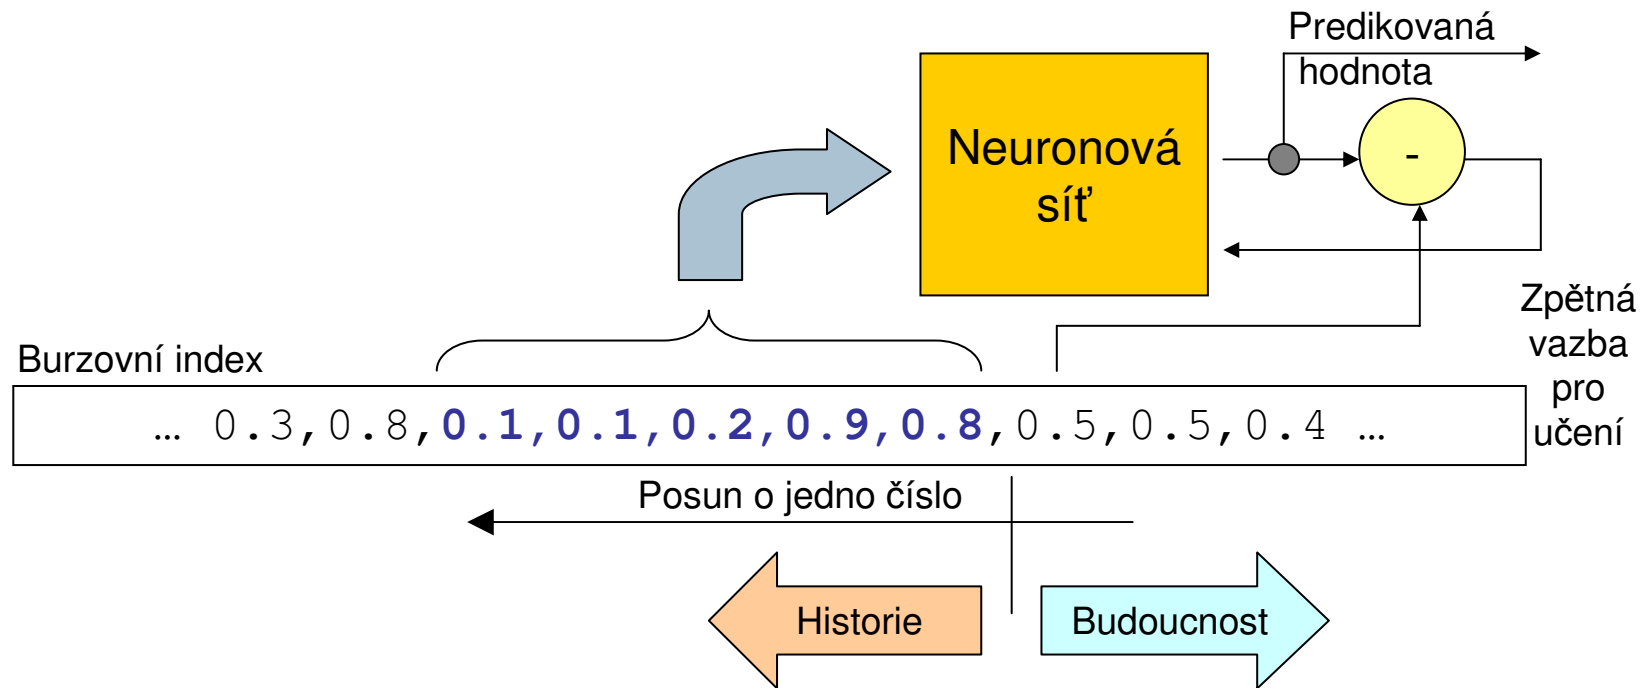 Predikovaná
hodnota
Neuronová
síť
-
Zpětná
vazba
pro
učení
Burzovní index
… 0.3,0.8,0.1,0.1,0.2,0.9,0.8,0.5,0.5,0.4 …
Posun o jedno číslo
Historie
Budoucnost